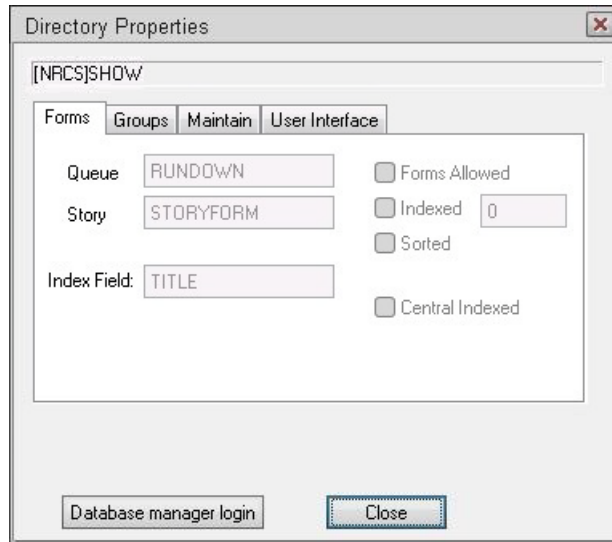 Directory Properties
[NRCS]SHOW
Forms Groups Maintain User Interface
Queue RUNDOWN Forms Allowed
Story STORYFORM Indexed 0
Sorted
Index Field: TITLE
Central Indexed
Database manager login Close